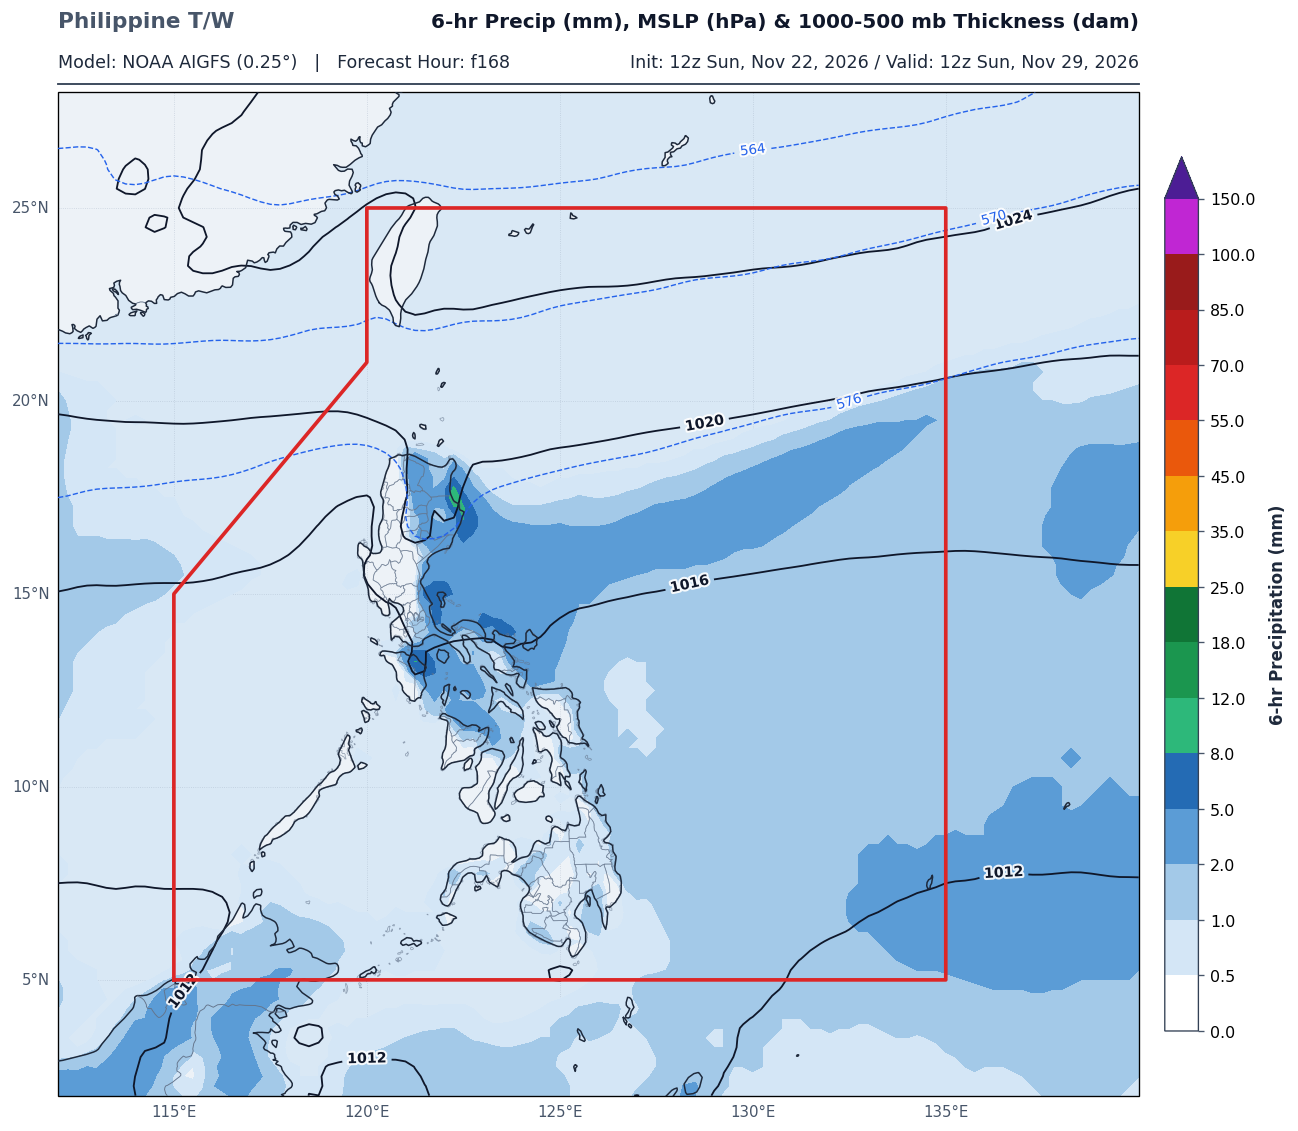 Philippine T/W
6-hr Precip (mm), MSLP (hPa) & 1000-500 mb Thickness (dam)
Model: NOAA AIGFS (0.25°) | Forecast Hour: f168
Init: 12z Sun, Nov 22, 2026 / Valid: 12z Sun, Nov 29, 2026
564
570
1024
576
1020
1016
1012
1012
1012
25°N
20°N
15°N
10°N
5°N
115°E
120°E
125°E
130°E
135°E
150.0
100.0
85.0
70.0
55.0
45.0
35.0
25.0
18.0
12.0
8.0
5.0
2.0
1.0
0.5
0.0
6-hr Precipitation (mm)